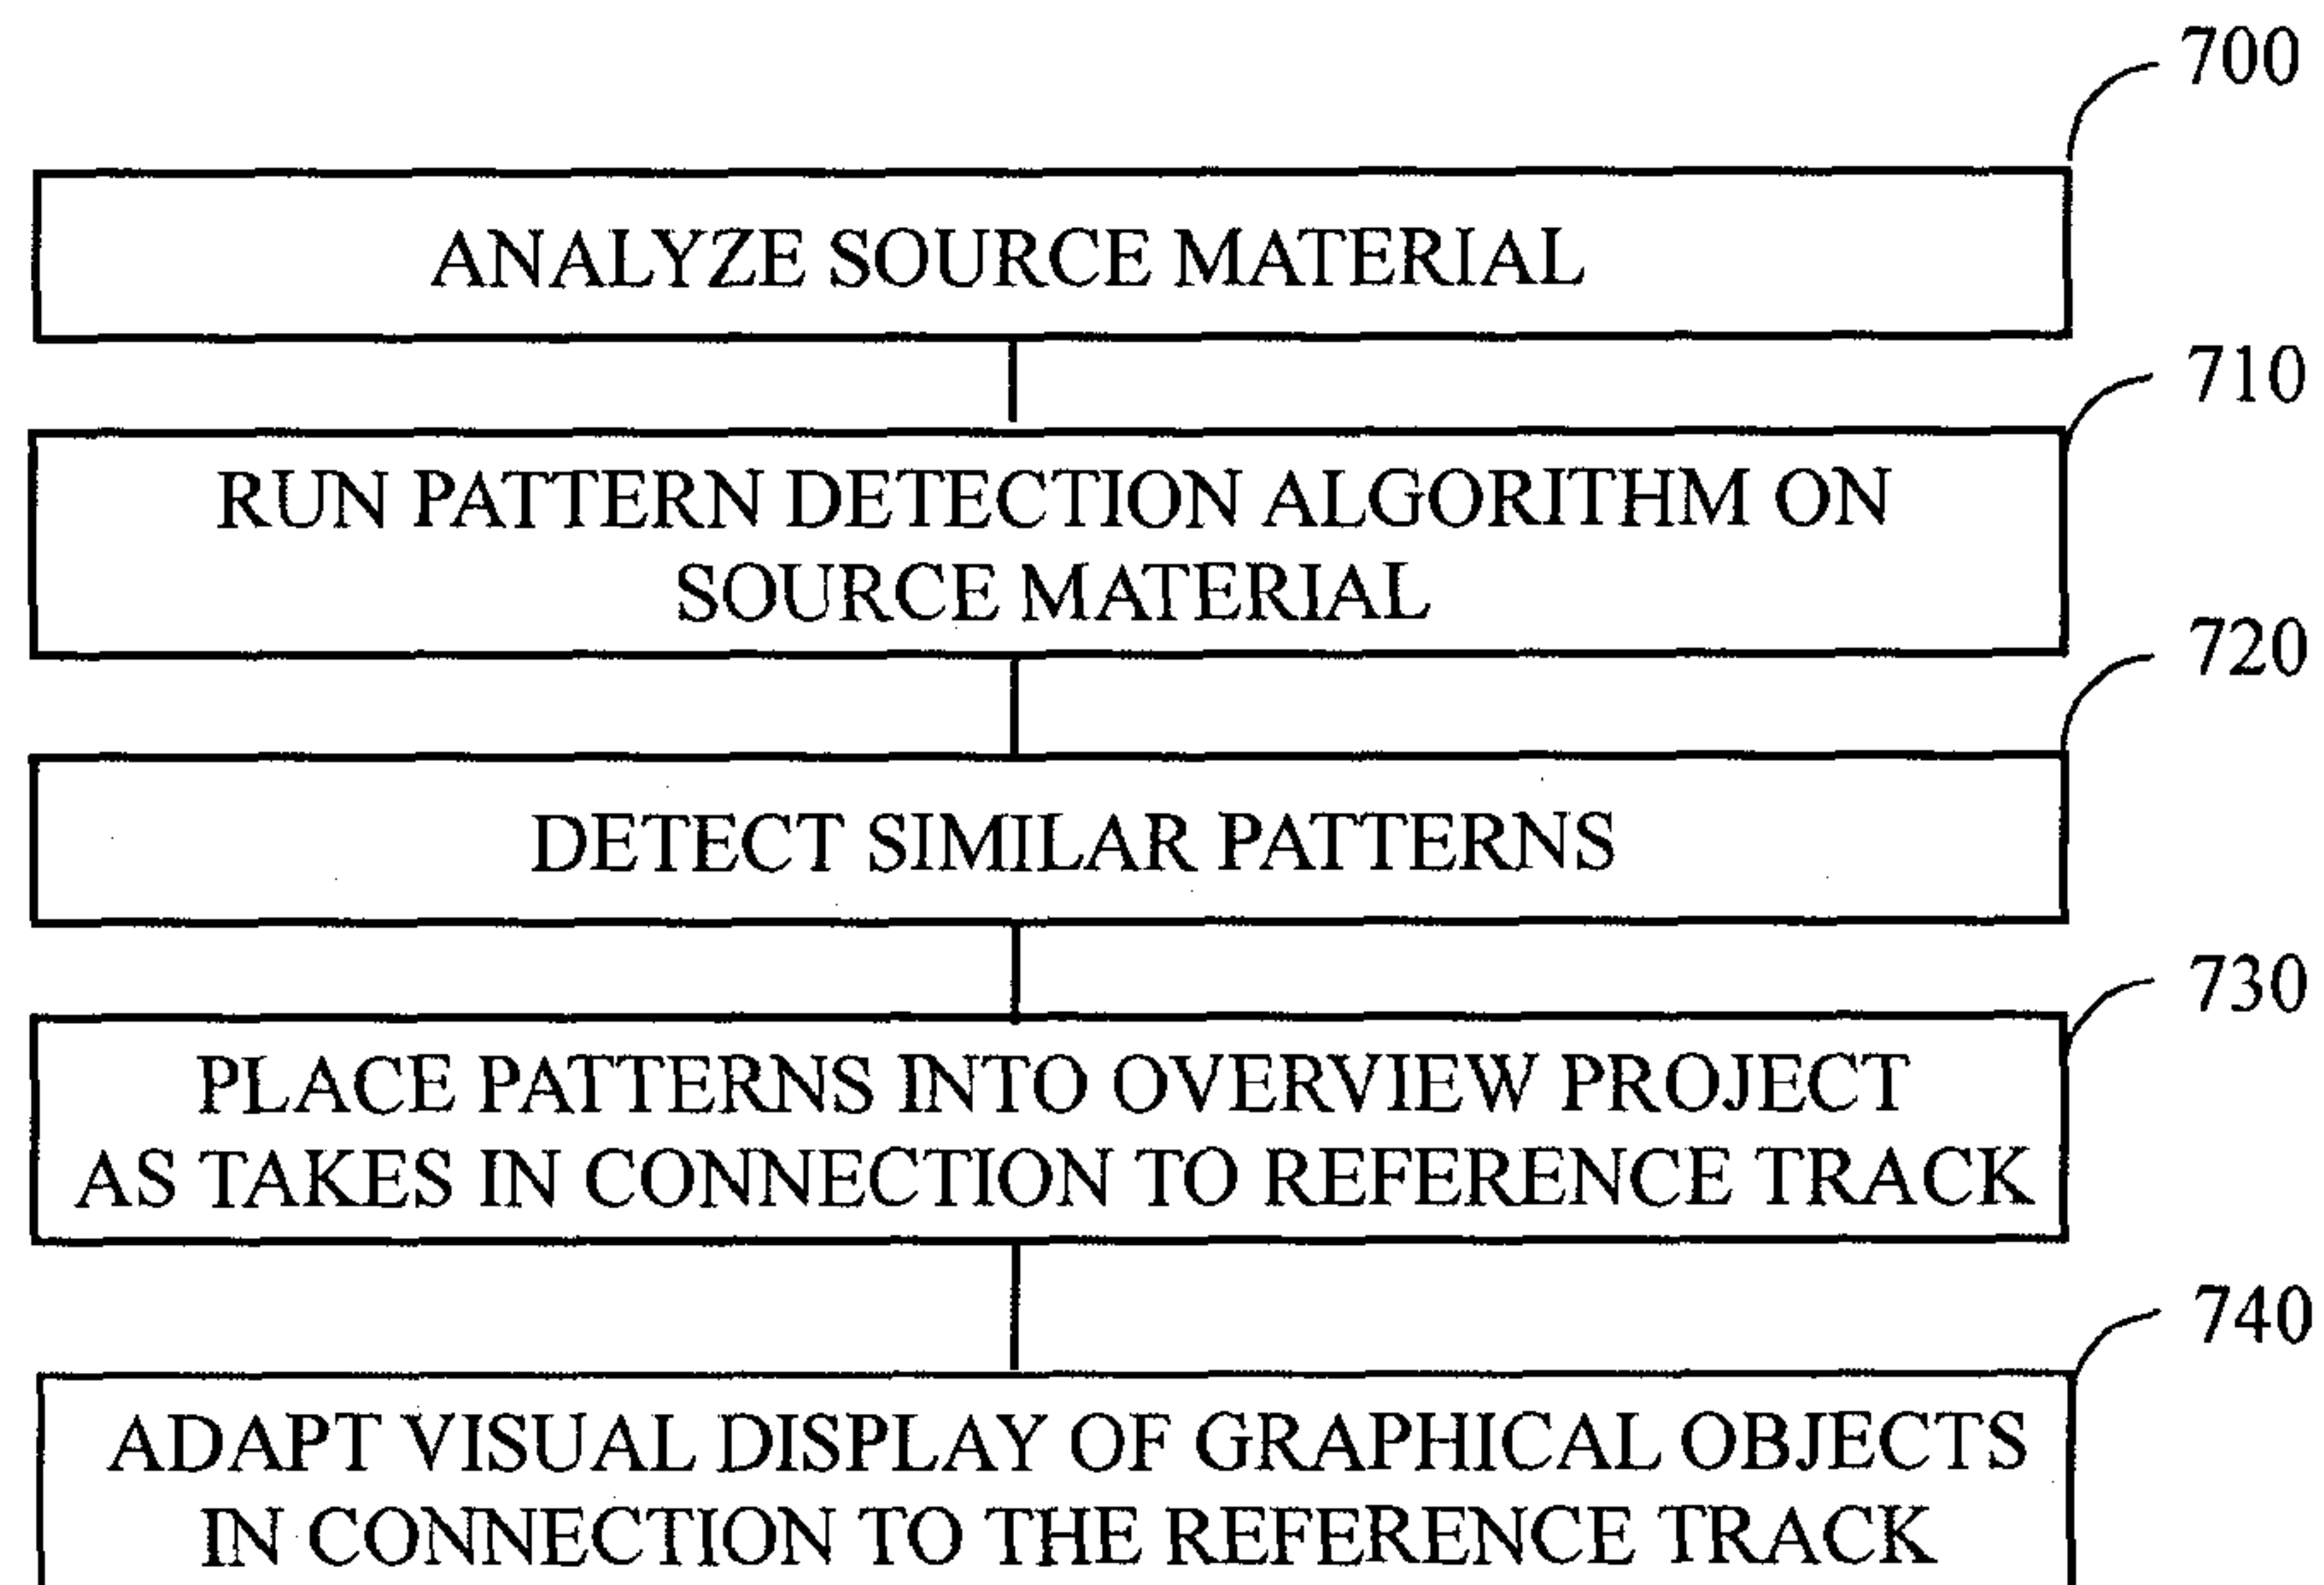 700
ANALYZE SOURCE MATERIAL
710
RUN PATTERN DETECTION ALGORITHM ON
SOURCE MATERIAL
720
DETECT SIMILAR PATTERNS
730
PLACE PATTERNS INTO OVERVIEW PROJECT
AS TAKES IN CONNECTION TO REFERENCE TRACK
740
ADAPT VISUAL DISPLAY OF GRAPHICAL OBJECTS
IN CONNECTION TO THE REFERENCE TRACK